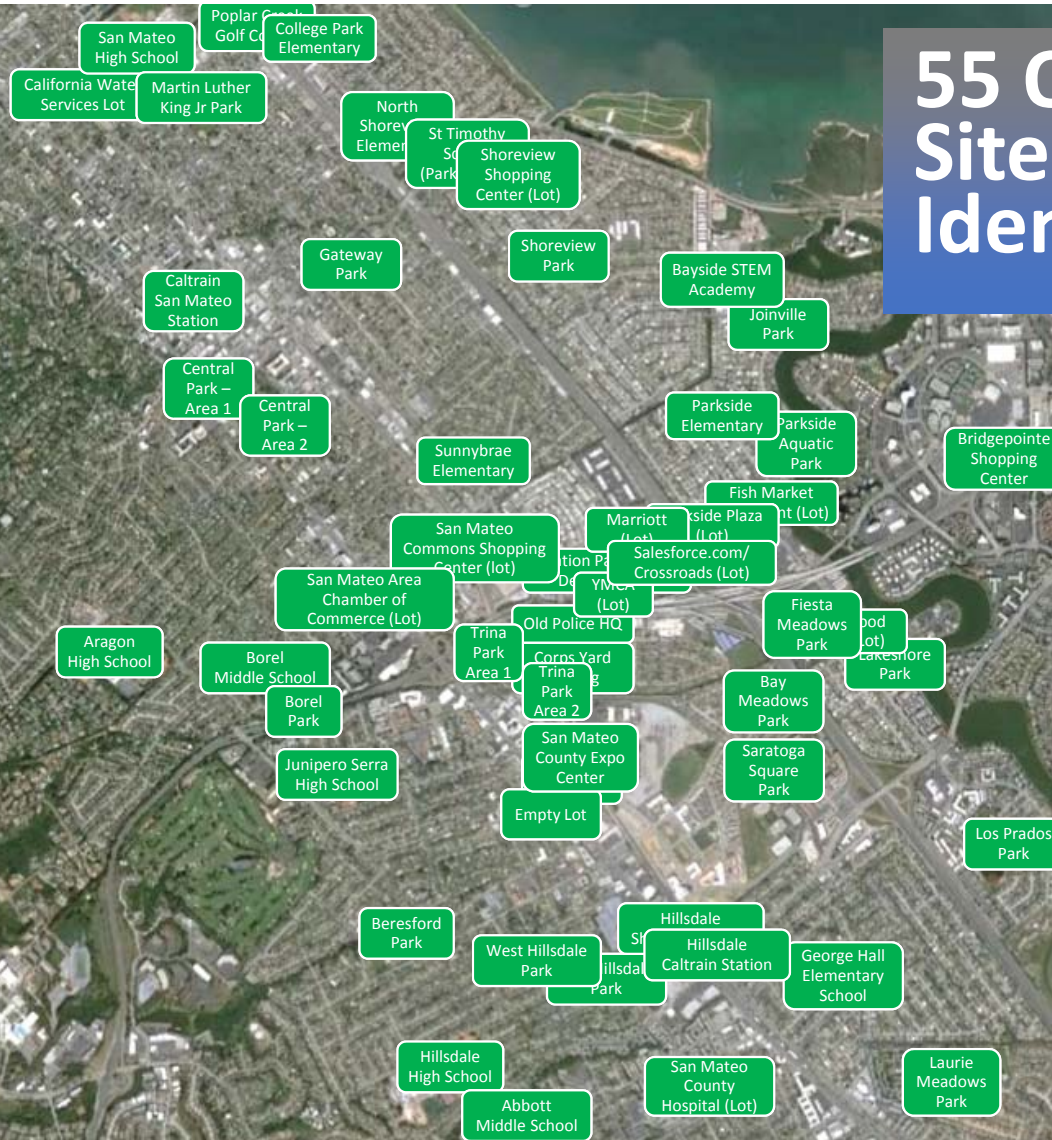 Poplar
Golf
College Park
Elementary
San Mateo
High School
55
Site
California
Services Lot
Martin Luther
King Jr Park
North
St Timothy
(Park
Shoreview
Shopping
Center (Lot)
Shoreview
Park
Gateway
Park
Bayside STEM
Academy
Caltrain
San Mateo
Station
Joinville
Park
Central
Park –
Area 1
Central
Park –
Area 2
Parkside
Elementary
Parkside
Aquatic
Park
Sunnybrae
Elementary
Bridgepointe
Shopping
Center
Fish Market
(Lot)
Plaza
(Lot)
Marriott
(Lot)
San Mateo
Commons Shopping
Center (lot)
Salesforce.com/
Crossroads (Lot)
YMCA
(Lot)
San Mateo Area
Chamber of
Commerce (Lot)
Fiesta
Meadows
Park
Lakeshore
Park
Old Police HQ
Trina
Park
Area 1
Corps Yard
Trina
Park
Area 2
Aragon
High School
Borel
Middle School
Borel
Park
Bay
Meadows
Park
San Mateo
County Expo
Center
Saratoga
Square
Park
Junipero Serra
High School
Empty Lot
Los Prados
Park
Beresford
Park
Hillsdale
West Hillsdale
Park
Park
Hillsdale
Caltrain Station
George Hall
Elementary
School
Hillsdale
High School
Abbott
Middle School
San Mateo
County
Hospital (Lot)
Laurie
Meadows
Park